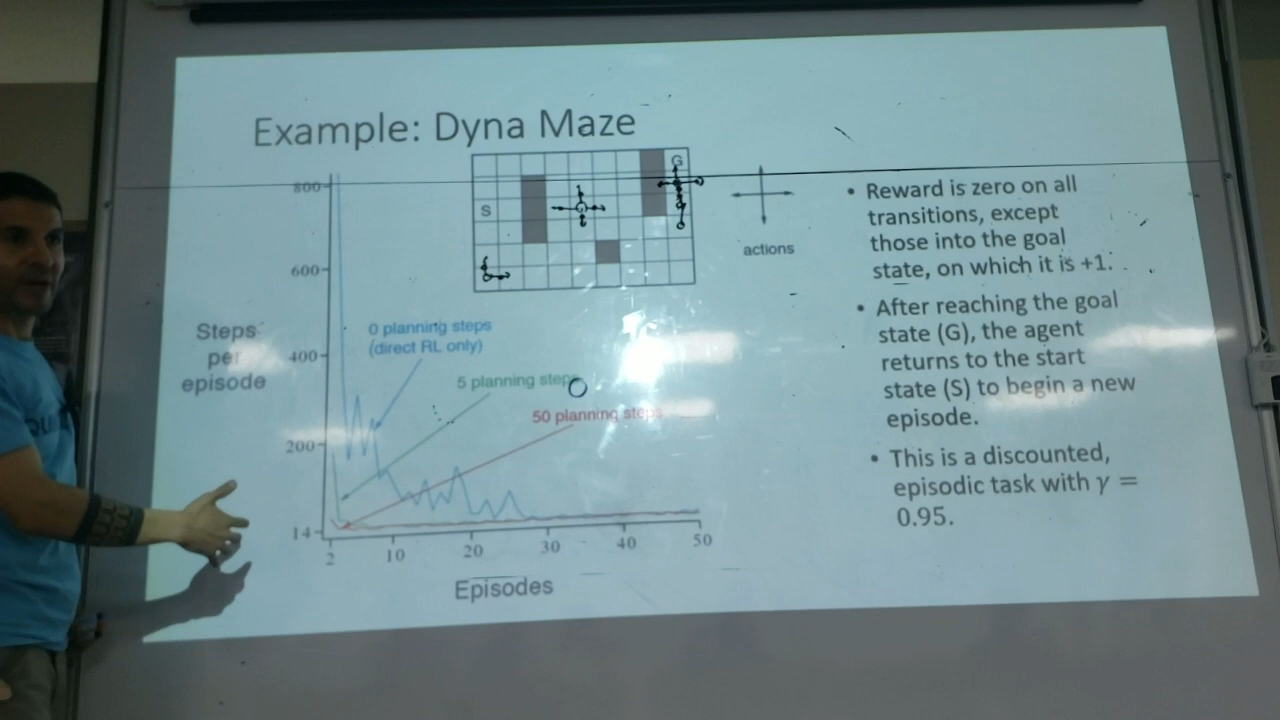 Example: Dyna Maze
G
S
actions
800
600
400
200
14
Steps
per
episode
0 planning steps
(direct RL only)
5 planning steps
50 planning steps
2
10
20
30
40
50
Episodes
• Reward is zero on all
transitions, except
those into the goal
state, on which it is +1.
• After reaching the goal
state (G), the agent
returns to the start
state (S) to begin a new
episode.
• This is a discounted,
episodic task with γ =
0.95.